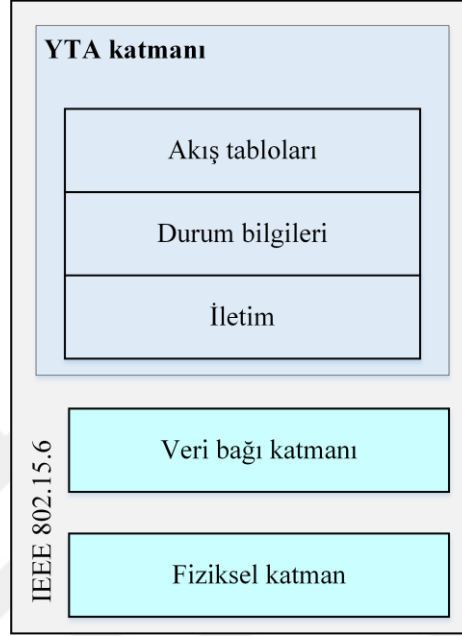 YTA katmanı
Akış tabloları
Durum bilgileri
İletim
IEEE 802.15.6
Veri bağı katmanı
Fiziksel katman